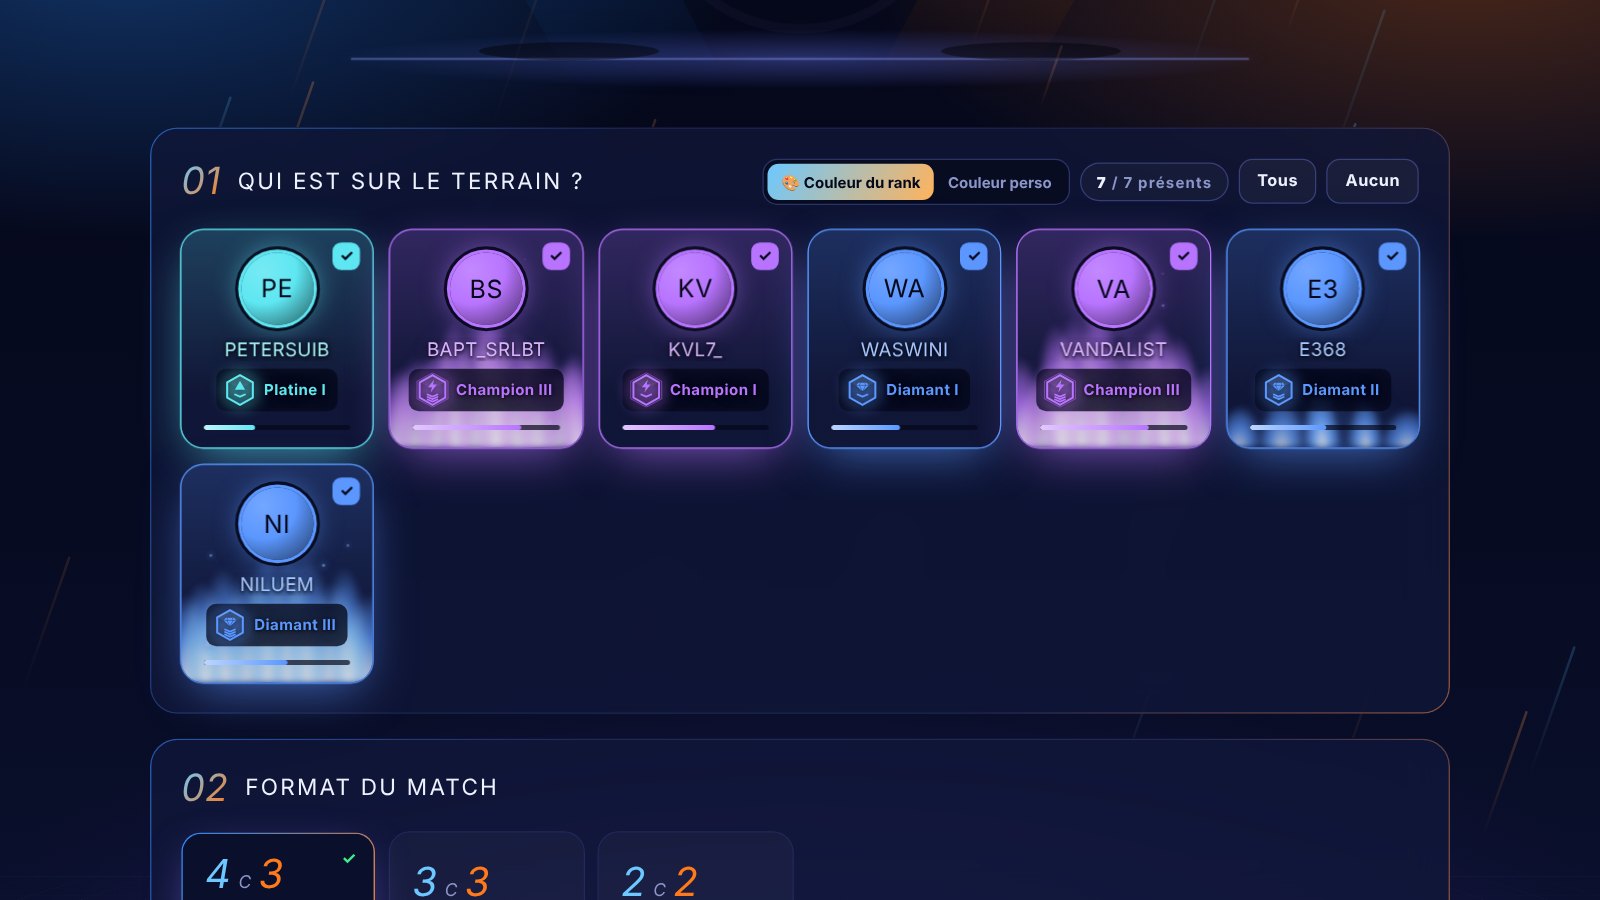 01 QUI EST SUR LE TERRAIN ?
🎨 Couleur du rank
Couleur perso
7 / 7 présents
Tous
Aucun
PE
PETERSUIB
Platine I
BS
BAPT_SRLBT
Champion III
KV
KVL7_
Champion I
WA
WASWINI
Diamant I
VA
VANDALIST
Champion III
E3
E368
Diamant II
NI
NILUEM
Diamant III
02 FORMAT DU MATCH
4 C 3
3 C 3
2 C 2